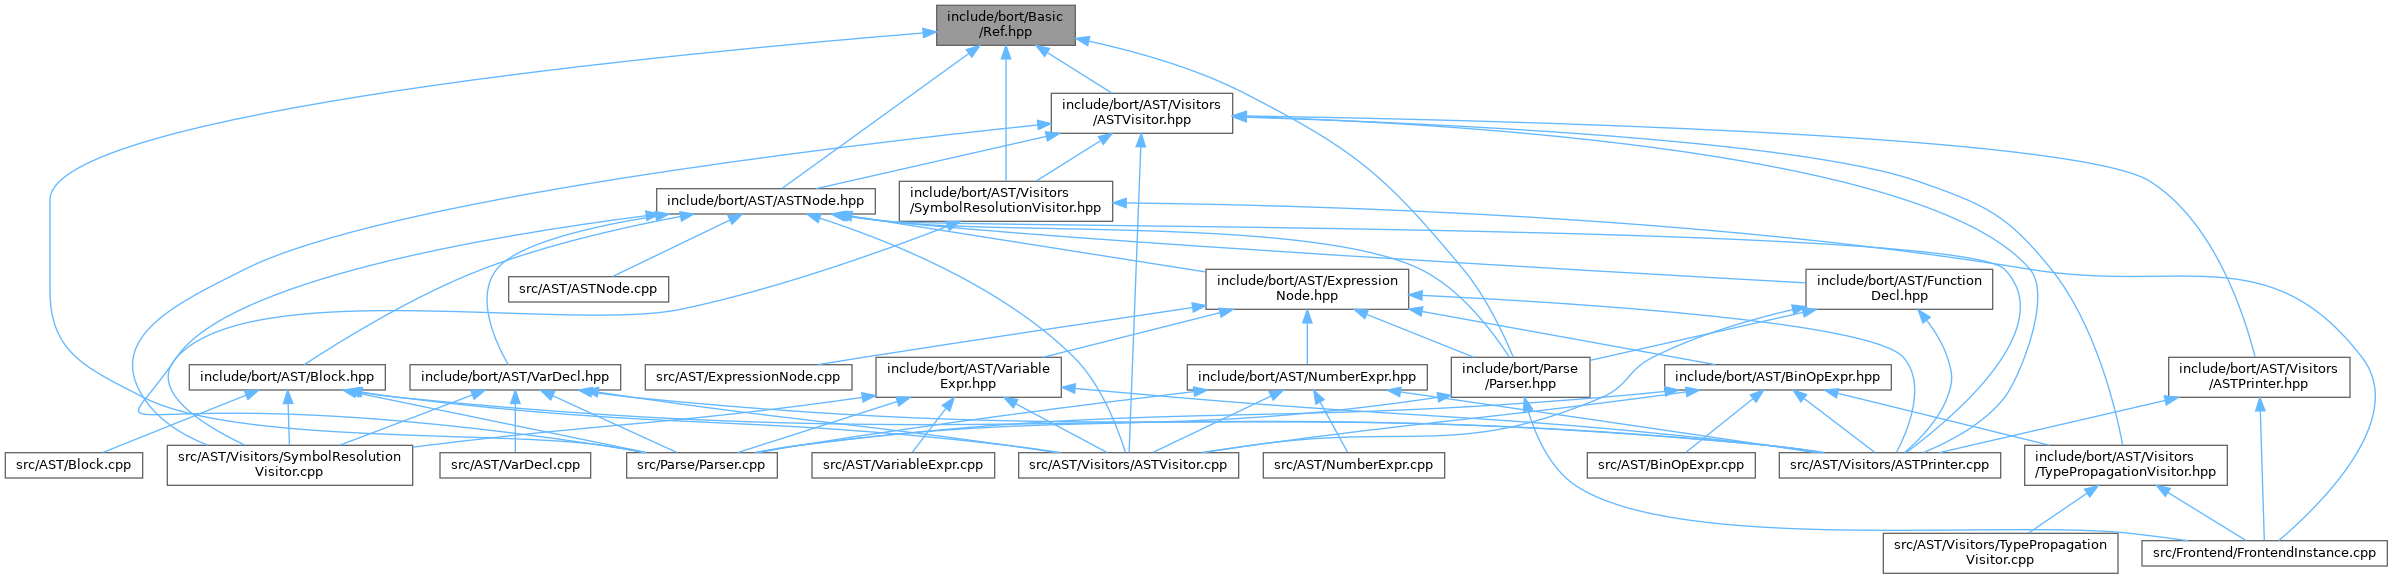 include/bort/Basic
/Ref.hpp
include/bort/AST/Visitors
/ASTVisitor.hpp
include/bort/AST/ASTNode.hpp
include/bort/AST/Visitors
/SymbolResolutionVisitor.hpp
src/AST/ASTNode.cpp
include/bort/AST/Expression
Node.hpp
include/bort/AST/Function
Decl.hpp
include/bort/AST/Block.hpp
include/bort/AST/VarDecl.hpp
src/AST/ExpressionNode.cpp
include/bort/AST/Variable
Expr.hpp
include/bort/AST/NumberExpr.hpp
include/bort/Parse
/Parser.hpp
include/bort/AST/BinOpExpr.hpp
include/bort/AST/Visitors
/ASTPrinter.hpp
src/AST/Block.cpp
src/AST/Visitors/SymbolResolution
Visitor.cpp
src/AST/VarDecl.cpp
src/Parse/Parser.cpp
src/AST/VariableExpr.cpp
src/AST/Visitors/ASTVisitor.cpp
src/AST/NumberExpr.cpp
src/AST/BinOpExpr.cpp
src/AST/Visitors/ASTPrinter.cpp
include/bort/AST/Visitors
/TypePropagationVisitor.hpp
src/AST/Visitors/TypePropagation
Visitor.cpp
src/Frontend/FrontendInstance.cpp